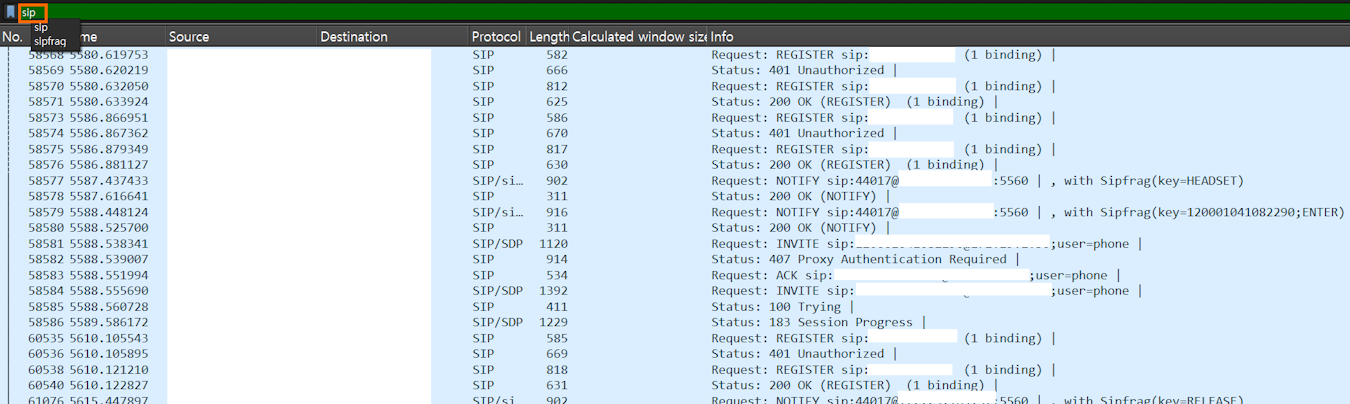 sip
sip
sipfrag
No. me Source Destination Protocol Length Calculated window size Info
58568 5580.619753 SIP 582 Request: REGISTER sip: (1 binding) |
58569 5580.620219 SIP 666 Status: 401 Unauthorized |
58570 5580.632050 SIP 812 Request: REGISTER sip: (1 binding) |
58571 5580.633924 SIP 625 Status: 200 OK (REGISTER) (1 binding) |
58573 5586.866951 SIP 586 Request: REGISTER sip: (1 binding) |
58574 5586.867362 SIP 670 Status: 401 Unauthorized |
58575 5586.879349 SIP 817 Request: REGISTER sip: (1 binding) |
58576 5586.881127 SIP 630 Status: 200 OK (REGISTER) (1 binding) |
58577 5587.437433 SIP/si… 902 Request: NOTIFY sip:44017@ :5560 | , with Sipfrag(key=HEADSET)
58578 5587.616641 SIP 311 Status: 200 OK (NOTIFY) |
58579 5588.448124 SIP/si… 916 Request: NOTIFY sip:44017@ :5560 | , with Sipfrag(key=120001041082290;ENTER)
58580 5588.525700 SIP 311 Status: 200 OK (NOTIFY) |
58581 5588.538341 SIP/SDP 1120 Request: INVITE sip: ;user=phone |
58582 5588.539007 SIP 914 Status: 407 Proxy Authentication Required |
58583 5588.551994 SIP 534 Request: ACK sip: ;user=phone |
58584 5588.555690 SIP/SDP 1392 Request: INVITE sip: ;user=phone |
58585 5588.560728 SIP 411 Status: 100 Trying |
58586 5589.586172 SIP/SDP 1229 Status: 183 Session Progress |
60535 5610.105543 SIP 585 Request: REGISTER sip: (1 binding) |
60536 5610.105895 SIP 669 Status: 401 Unauthorized |
60538 5610.121210 SIP 818 Request: REGISTER sip: (1 binding) |
60540 5610.122827 SIP 631 Status: 200 OK (REGISTER) (1 binding) |
61076 5615.447897 SIP/si 902 Request: NOTIFY sip:44017@ :5560 | , with Sipfrag(key=RELEASE)